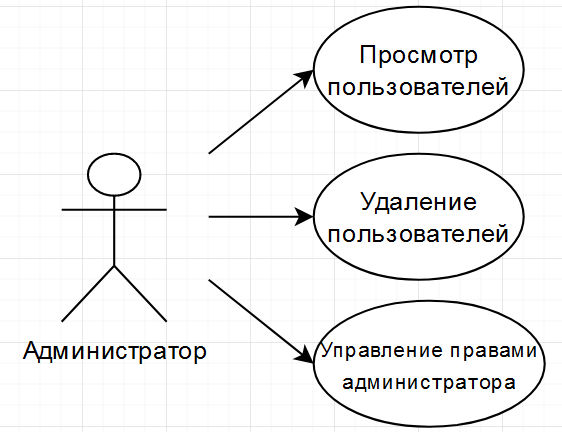 Просмотр
пользователей
Удаление
пользователей
Администратор
Управление правами
администратора